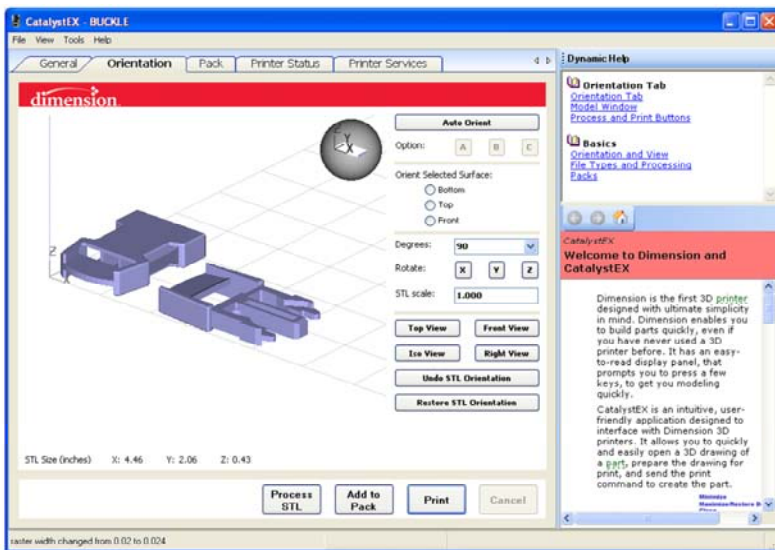 CatalystEX - BUCKLE
File View Tools Help
General Orientation Pack Printer Status Printer Services
dimension
Z
X
Z Y X
Auto Orient
Option: A B C
Orient Selected Surface:
Bottom
Top
Front
Degrees: 90
Rotate: X Y Z
STL scale: 1.000
Top View Front View
Iso View Right View
Undo STL Orientation
Restore STL Orientation
STL Size (inches) X: 4.46 Y: 2.06 Z: 0.43
Process STL Add to Pack Print Cancel
raster width changed from 0.02 to 0.024
Dynamic Help
Orientation Tab
Orientation Tab
Model Window
Process and Print Buttons
Basics
Orientation and View
File Types and Processing
Packs
CatalystEX
Welcome to Dimension and
CatalystEX
Dimension is the first 3D printer
designed with ultimate simplicity
in mind. Dimension enables you
to build parts quickly, even if
you have never used a 3D
printer before. It has an easy-
to-read display panel, that
prompts you to press a few
keys, to get you modeling
quickly.
CatalystEX is an intuitive, user-
friendly application designed to
interface with Dimension 3D
printers. It allows you to quickly
and easily open a 3D drawing of
a part, prepare the drawing for
print, and send the print
command to create the part.
Minimize
Maximize/Restore D